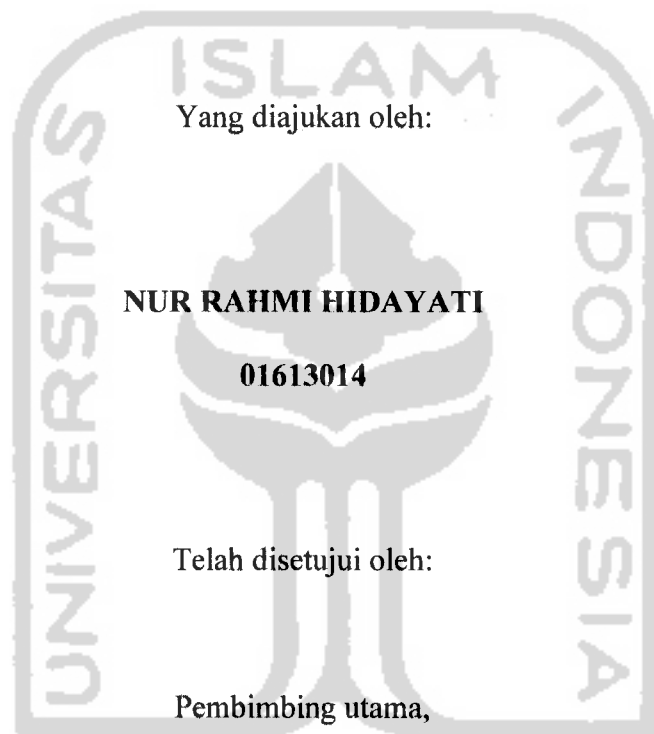 ISLAM
UNIVERSITAS
INDONESIA
Yang diajukan oleh:
NUR RAHMI HIDAYATI
01613014
Telah disetujui oleh:
Pembimbing utama,